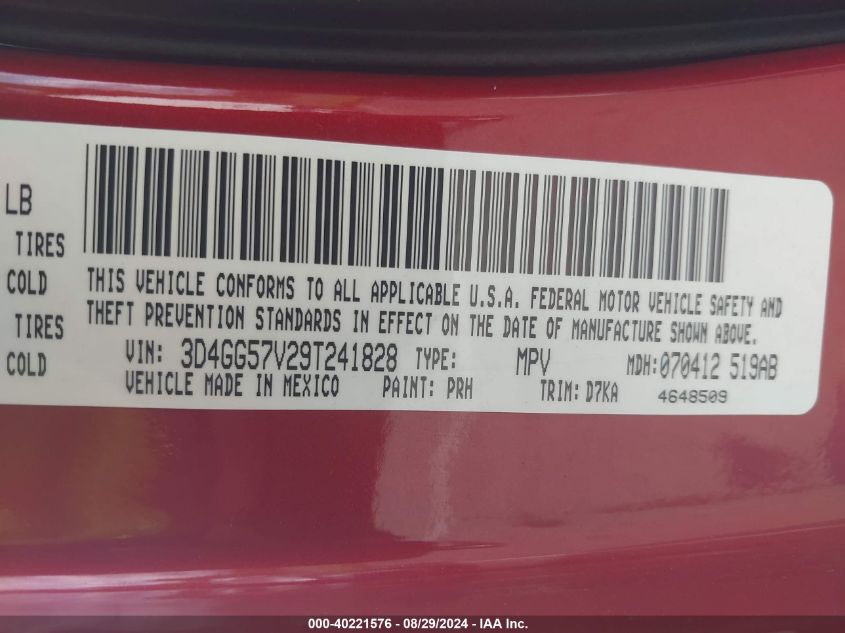 LB
TIRES
COLD
TIRES
COLD
THIS VEHICLE CONFORMS TO ALL APPLICABLE U.S.A. FEDERAL MOTOR VEHICLE SAFETY AND
THEFT PREVENTION STANDARDS IN EFFECT ON THE DATE OF MANUFACTURE SHOWN ABOVE.
VIN: 3D4GG57V29T241828 TYPE: MPV MDH:070412 519AB
VEHICLE MADE IN MEXICO PAINT: PRH TRIM: D7KA 4648509
000-40221576 - 08/29/2024 - IAA Inc.